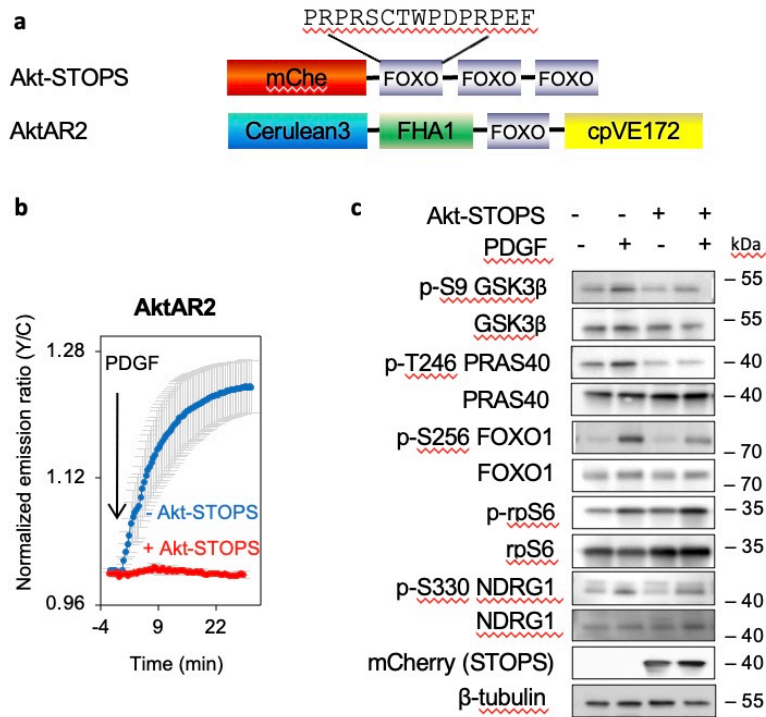 a
PRPRSCTWPDPRPEF
Akt-STOPS mChe FOXO FOXO FOXO
AktAR2 Cerulean3 FHA1 FOXO cpVE172
b
AktAR2
Normalized emission ratio (Y/C)
1.28
PDGF
1.12
- Akt-STOPS
+ Akt-STOPS
0.96
-4 9 22
Time (min)
c
Akt-STOPS - - + +
PDGF - + - + kDa
p-S9 GSK3β – 55
GSK3β – 55
p-T246 PRAS40 – 40
PRAS40 – 40
p-S256 FOXO1 – 70
FOXO1 – 70
p-rpS6 – 35
rpS6 – 35
p-S330 NDRG1 – 40
NDRG1 – 40
mCherry (STOPS) – 40
β-tubulin – 55